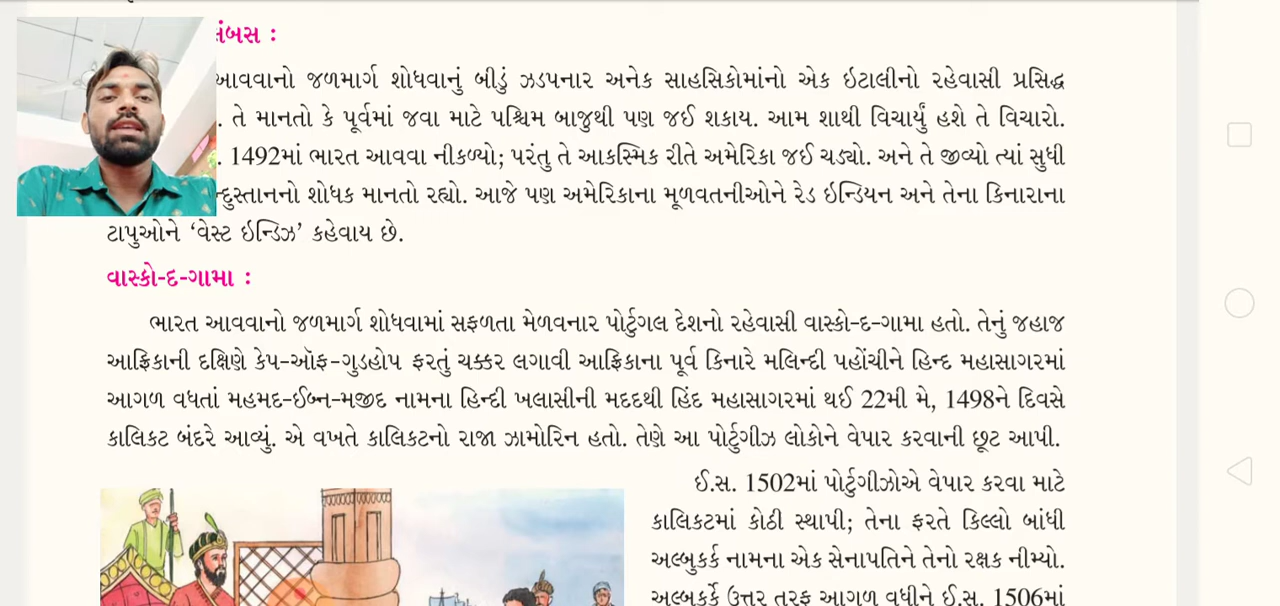 લંબસ :
આવવાનો જળમાર્ગ શોધવાનું બીડું ઝડપનાર અનેક સાહસિકોમાંનો એક ઇટાલીનો રહેવાસી પ્રસિદ્ધ
. તે માનતો કે પૂર્વમાં જવા માટે પશ્ચિમ બાજુથી પણ જઈ શકાય. આમ શાથી વિચાર્યું હશે તે વિચારો.
. 1492માં ભારત આવવા નીકળ્યો; પરંતુ તે આકસ્મિક રીતે અમેરિકા જઈ ચડ્યો. અને તે જીવ્યો ત્યાં સુધી
ન્દુસ્તાનનો શોધક માનતો રહ્યો. આજે પણ અમેરિકાના મૂળવતનીઓને રેડ ઇન્ડિયન અને તેના કિનારાના
ટાપુઓને ‘વેસ્ટ ઇન્ડિઝ’ કહેવાય છે.
વાસ્કો-દ-ગામા :
ભારત આવવાનો જળમાર્ગ શોધવામાં સફળતા મેળવનાર પોર્ટુગલ દેશનો રહેવાસી વાસ્કો-દ-ગામા હતો. તેનું જહાજ
આફ્રિકાની દક્ષિણે કેપ-ઑફ-ગુડહોપ ફરતું ચક્કર લગાવી આફ્રિકાના પૂર્વ કિનારે મલિન્દી પહોંચીને હિન્દ મહાસાગરમાં
આગળ વધતાં મહમદ-ઈબ્ન-મજીદ નામના હિન્દી ખલાસીની મદદથી હિંદ મહાસાગરમાં થઈ 22મી મે, 1498ને દિવસે
કાલિકટ બંદરે આવ્યું. એ વખતે કાલિકટનો રાજા ઝામોરિન હતો. તેણે આ પોર્ટુગીઝ લોકોને વેપાર કરવાની છૂટ આપી.
ઈ.સ. 1502માં પોર્ટુગીઝોએ વેપાર કરવા માટે
કાલિકટમાં કોઠી સ્થાપી; તેના ફરતે કિલ્લો બાંધી
અલ્બુકર્ક નામના એક સેનાપતિને તેનો રક્ષક નીમ્યો.
અલ્બુકર્કે ઉત્તર તરફ આગળ વધીને ઈ.સ. 1506માં